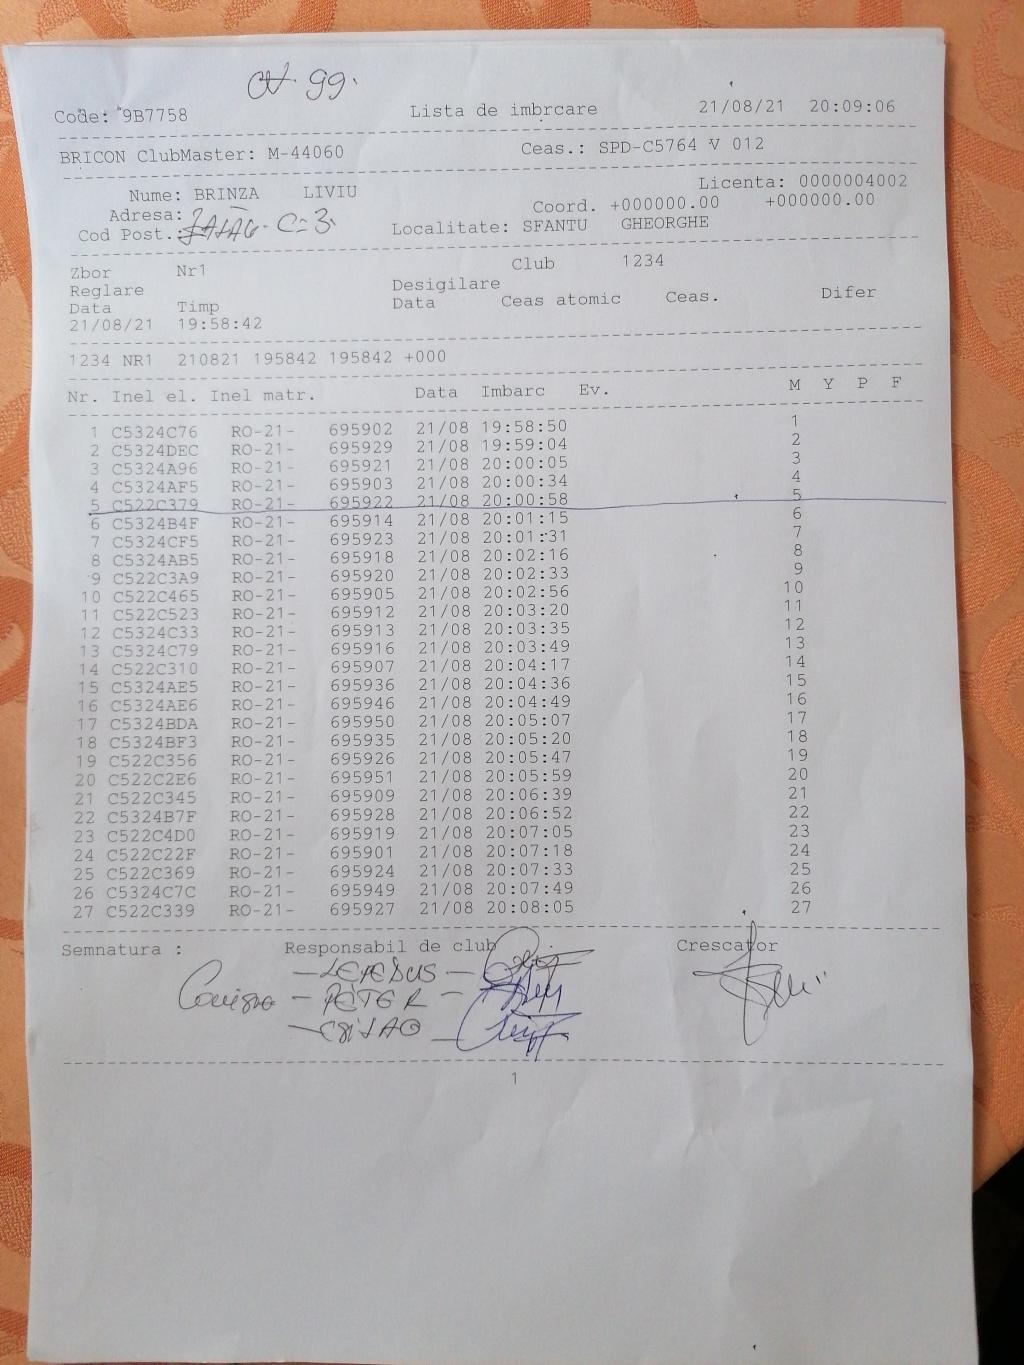 99.
Code: 9B7758 Lista de imbrcare 21/08/21 20:09:06
BRICON ClubMaster: M-44060 Ceas.: SPD-C5764 V 012
Nume: BRINZA LIVIU Licenta: 0000004002
Adresa: Coord. +000000.00 +000000.00
Cod Post.: C=3. Localitate: SFANTU GHEORGHE
Zbor Nr1 Club 1234
Reglare Desigilare
Data Timp Data Ceas atomic Ceas. Difer
21/08/21 19:58:42
1234 NR1 210821 195842 195842 +000
Nr. Inel el. Inel matr. Data Imbarc Ev. M Y P F
1 C5324C76 RO-21- 695902 21/08 19:58:50 1
2 C5324DEC RO-21- 695929 21/08 19:59:04 2
3 C5324A96 RO-21- 695921 21/08 20:00:05 3
4 C5324AF5 RO-21- 695903 21/08 20:00:34 4
5 C522C379 RO-21- 695922 21/08 20:00:58 5
6 C5324B4F RO-21- 695914 21/08 20:01:15 6
7 C5324CF5 RO-21- 695923 21/08 20:01:31 7
8 C5324AB5 RO-21- 695918 21/08 20:02:16 8
9 C522C3A9 RO-21- 695920 21/08 20:02:33 9
10 C522C465 RO-21- 695905 21/08 20:02:56 10
11 C522C523 RO-21- 695912 21/08 20:03:20 11
12 C5324C33 RO-21- 695913 21/08 20:03:35 12
13 C5324C79 RO-21- 695916 21/08 20:03:49 13
14 C522C310 RO-21- 695907 21/08 20:04:17 14
15 C5324AE5 RO-21- 695936 21/08 20:04:36 15
16 C5324AE6 RO-21- 695946 21/08 20:04:49 16
17 C5324BDA RO-21- 695950 21/08 20:05:07 17
18 C5324BF3 RO-21- 695935 21/08 20:05:20 18
19 C522C356 RO-21- 695926 21/08 20:05:47 19
20 C522C2E6 RO-21- 695951 21/08 20:05:59 20
21 C522C345 RO-21- 695909 21/08 20:06:39 21
22 C5324B7F RO-21- 695928 21/08 20:06:52 22
23 C522C4D0 RO-21- 695919 21/08 20:07:05 23
24 C522C22F RO-21- 695901 21/08 20:07:18 24
25 C522C369 RO-21- 695924 21/08 20:07:33 25
26 C5324C7C RO-21- 695949 21/08 20:07:49 26
27 C522C339 RO-21- 695927 21/08 20:08:05 27
Semnatura : Responsabil de club Crescator
- PETER -
1